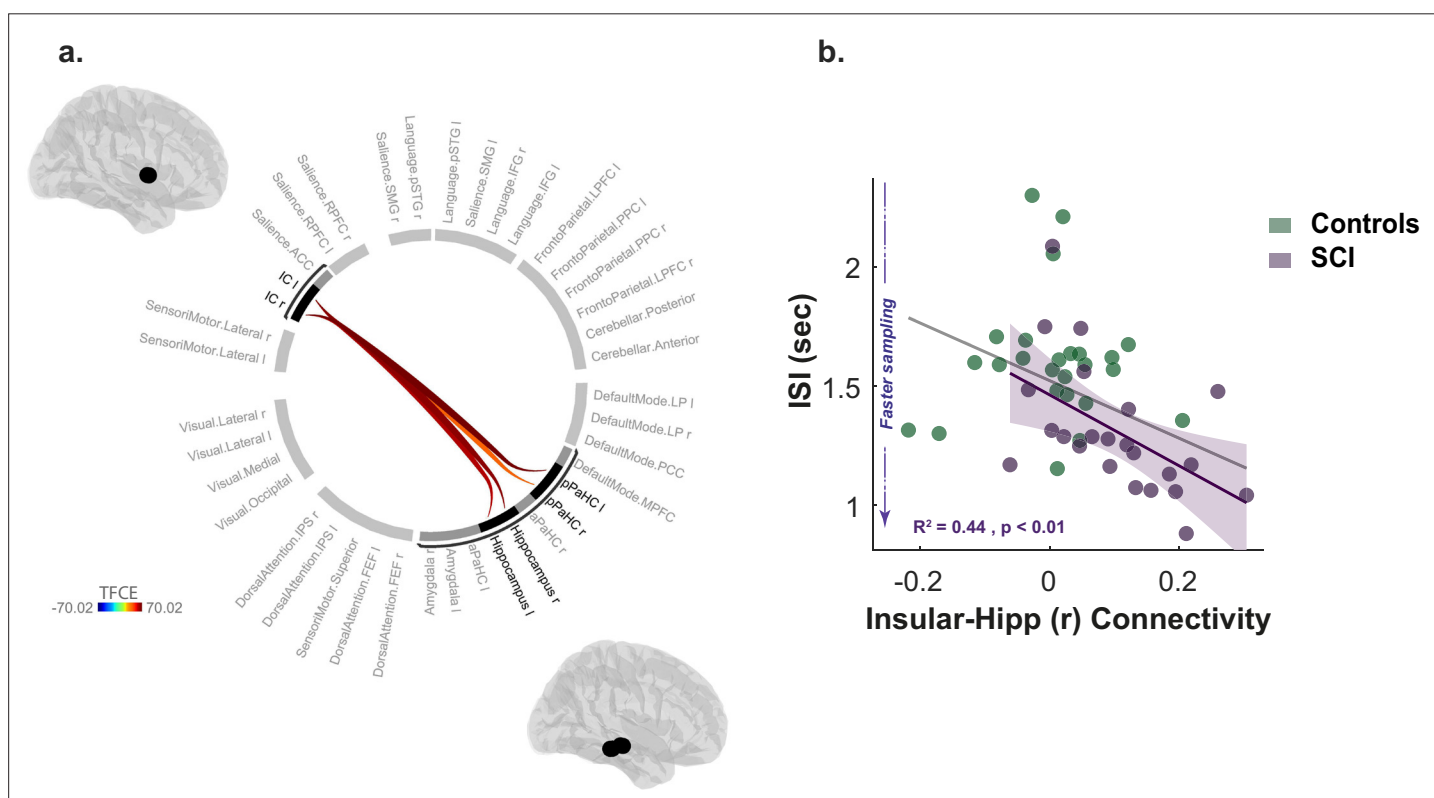 a.
Salience.SMG r
Language.pSTG r
Language.pSTG l
Salience.SMG l
Language.IFG r
Language.IFG l
FrontoParietal.LPFC l
FrontoParietal.PPC l
FrontoParietal.PPC r
FrontoParietal.LPFC r
Cerebellar.Posterior
Cerebellar.Anterior
DefaultMode.LP l
DefaultMode.LP r
DefaultMode.PCC
DefaultMode.MPFC
pPaHC l
pPaHC r
aPaHC r
Hippocampus r
Hippocampus l
aPaHC l
Amygdala l
Amygdala r
DorsalAttention.FEF r
DorsalAttention.FEF l
SensoriMotor.Superior
DorsalAttention.IPS l
DorsalAttention.IPS r
Visual.Occipital
Visual.Medial
Visual.Lateral l
Visual.Lateral r
SensoriMotor.Lateral l
SensoriMotor.Lateral r
IC r
IC l
Salience.ACC
Salience.RPFC l
Salience.RPFC r
TFCE
-70.02 70.02
b.
Controls
SCI
ISI (sec)
2
1.5
1
Faster sampling
R² = 0.44 , p < 0.01
-0.2 0 0.2
Insular-Hipp (r) Connectivity